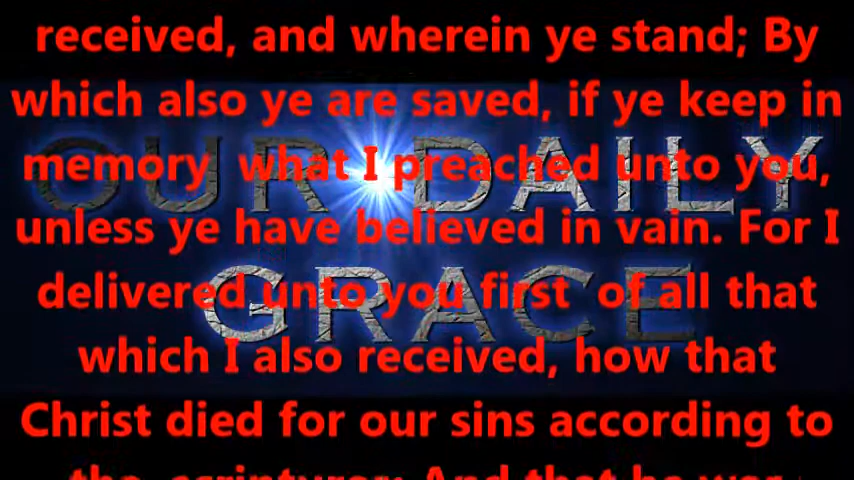 received, and wherein ye stand; By
which also ye are saved, if ye keep in
memory what I preached unto you,
unless ye have believed in vain. For I
delivered unto you first of all that
which I also received, how that
Christ died for our sins according to
the scriptures: And that he was
OUR DAILY
GRACE